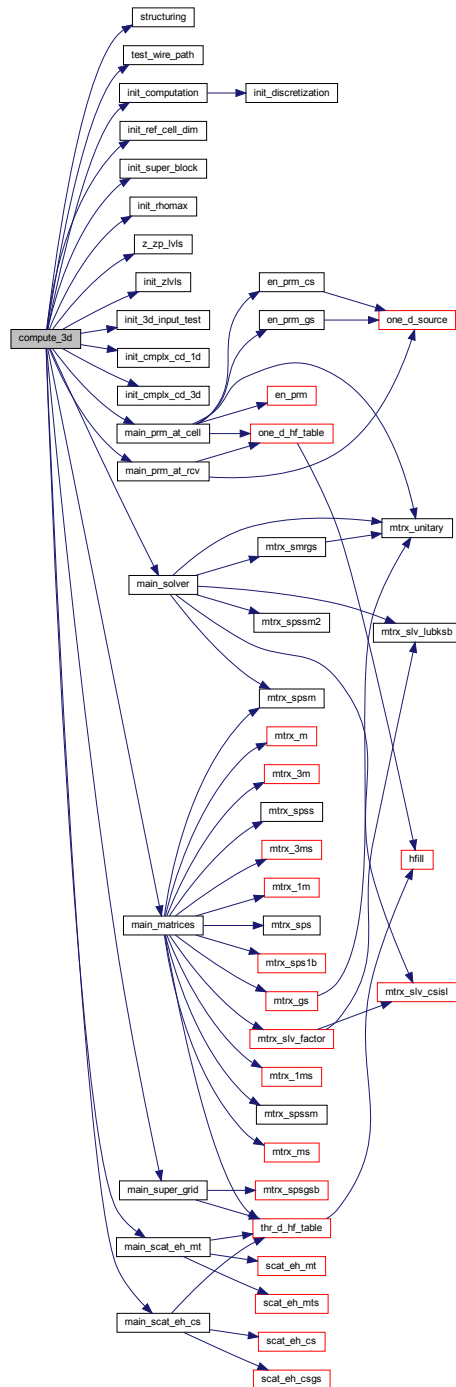 structuring
test_wire_path
init_computation
init_discretization
init_ref_cell_dim
init_super_block
init_rhomax
z_zp_lvls
init_zlvls
en_prm_cs
one_d_source
init_3d_input_test
en_prm_gs
compute_3d
init_cmplx_cd_1d
init_cmplx_cd_3d
en_prm
main_prm_at_cell
one_d_hf_table
main_prm_at_rcv
mtrx_unitary
mtrx_smrgs
main_solver
mtrx_spssm2
mtrx_slv_lubksb
mtrx_spsm
mtrx_m
mtrx_3m
mtrx_spss
mtrx_3ms
hfill
mtrx_1m
main_matrices
mtrx_sps
mtrx_sps1b
mtrx_gs
mtrx_slv_csisl
mtrx_slv_factor
mtrx_1ms
mtrx_spssm
mtrx_ms
main_super_grid
mtrx_spsgsb
thr_d_hf_table
main_scat_eh_mt
scat_eh_mt
scat_eh_mts
main_scat_eh_cs
scat_eh_cs
scat_eh_csgs